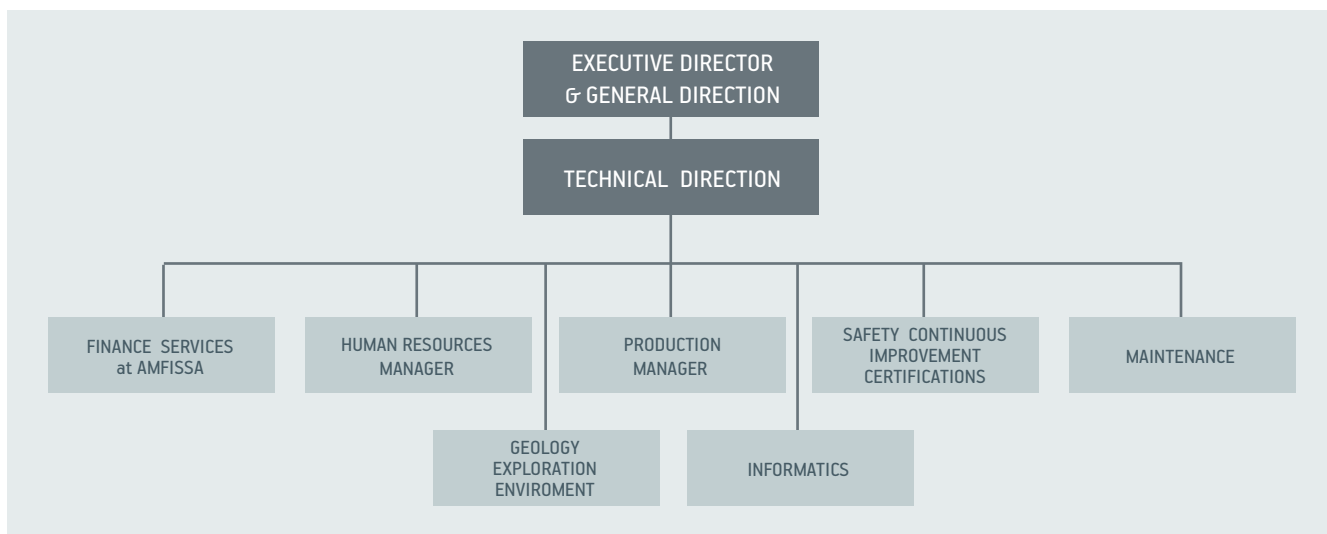 EXECUTIVE DIRECTOR
& GENERAL DIRECTION
TECHNICAL DIRECTION
FINANCE SERVICES
at AMFISSA
HUMAN RESOURCES
MANAGER
PRODUCTION
MANAGER
SAFETY CONTINUOUS
IMPROVEMENT
CERTIFICATIONS
MAINTENANCE
GEOLOGY
EXPLORATION
ENVIROMENT
INFORMATICS